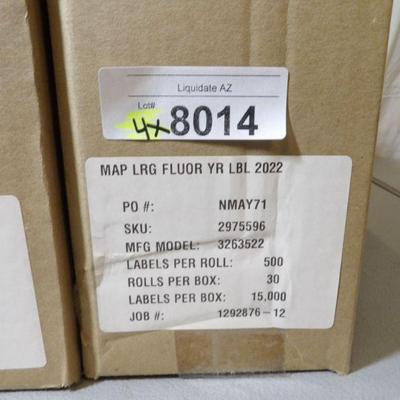 Liquidate AZ
Lot#
4x 8014
MAP LRG FLUOR YR LBL 2022
PO #: NMAY71
SKU: 2975596
MFG MODEL: 3263522
LABELS PER ROLL: 500
ROLLS PER BOX: 30
LABELS PER BOX: 15,000
JOB #: 1292876-12